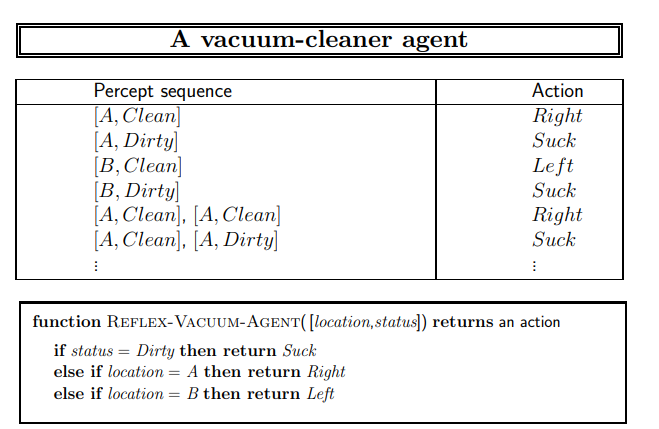 A vacuum-cleaner agent
Percept sequence Action
[A, Clean] Right
[A, Dirty] Suck
[B, Clean] Left
[B, Dirty] Suck
[A, Clean], [A, Clean] Right
[A, Clean], [A, Dirty] Suck
⋮ ⋮
function REFLEX-VACUUM-AGENT( [location,status]) returns an action
if status = Dirty then return Suck
else if location = A then return Right
else if location = B then return Left